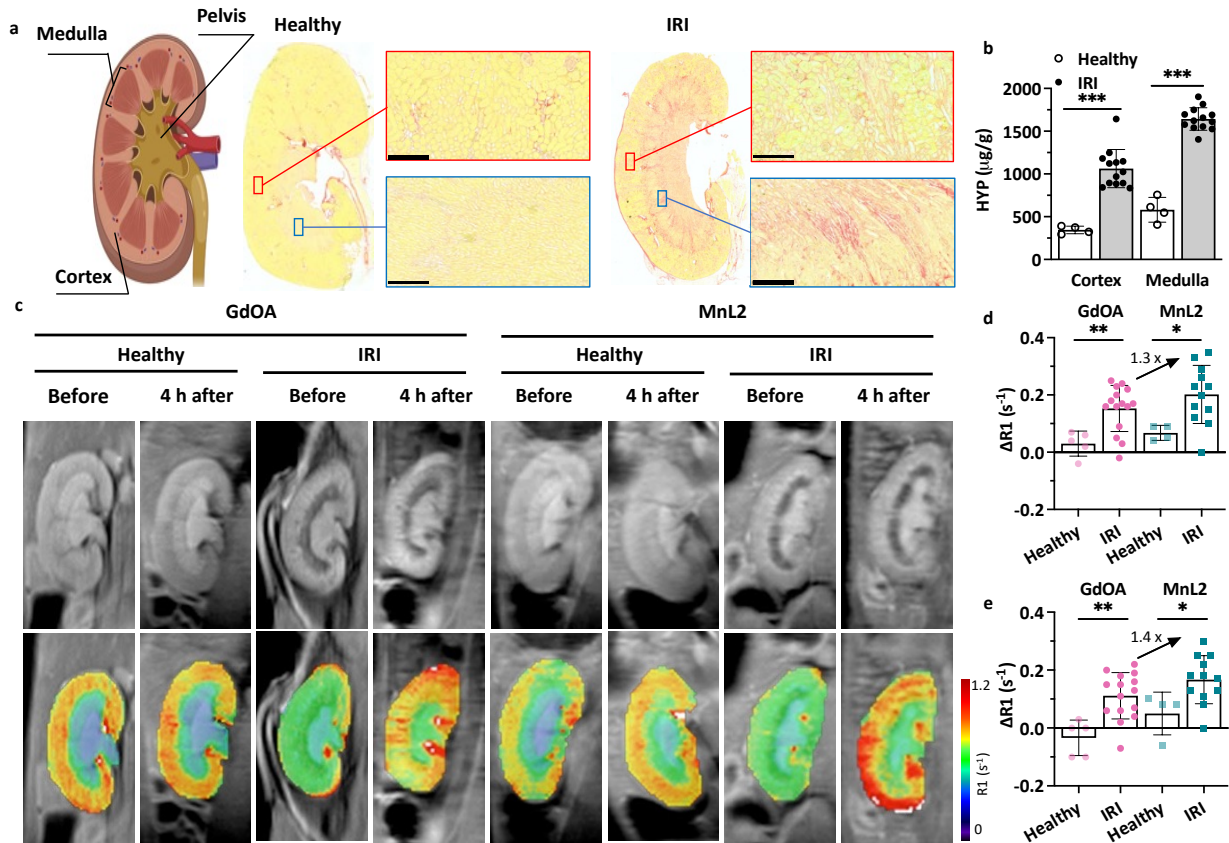 a
Pelvis
Medulla
Healthy
IRI
Cortex
b
Healthy
IRI
***
***
2000
1500
1000
500
0
HYP (µg/g)
Cortex Medulla
c
GdOA MnL2
Healthy IRI Healthy IRI
Before 4 h after Before 4 h after Before 4 h after Before 4 h after
1.2
R1 (s⁻¹)
0
d
GdOA MnL2
** *
1.3 x
0.4
0.2
0.0
-0.2
ΔR1 (s⁻¹)
Healthy IRI Healthy IRI
e
GdOA MnL2
** *
1.4 x
0.4
0.2
0.0
-0.2
ΔR1 (s⁻¹)
Healthy IRI Healthy IRI